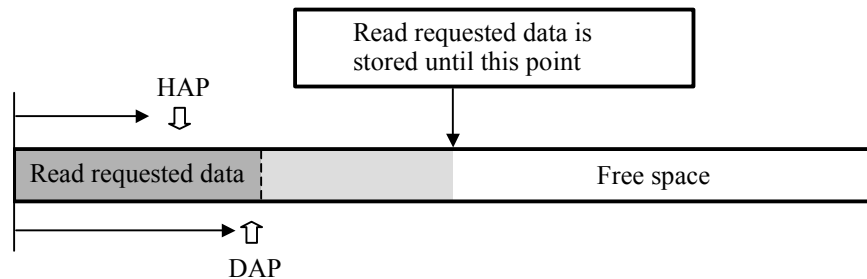 Read requested data is
stored until this point
HAP
Read requested data
Free space
DAP